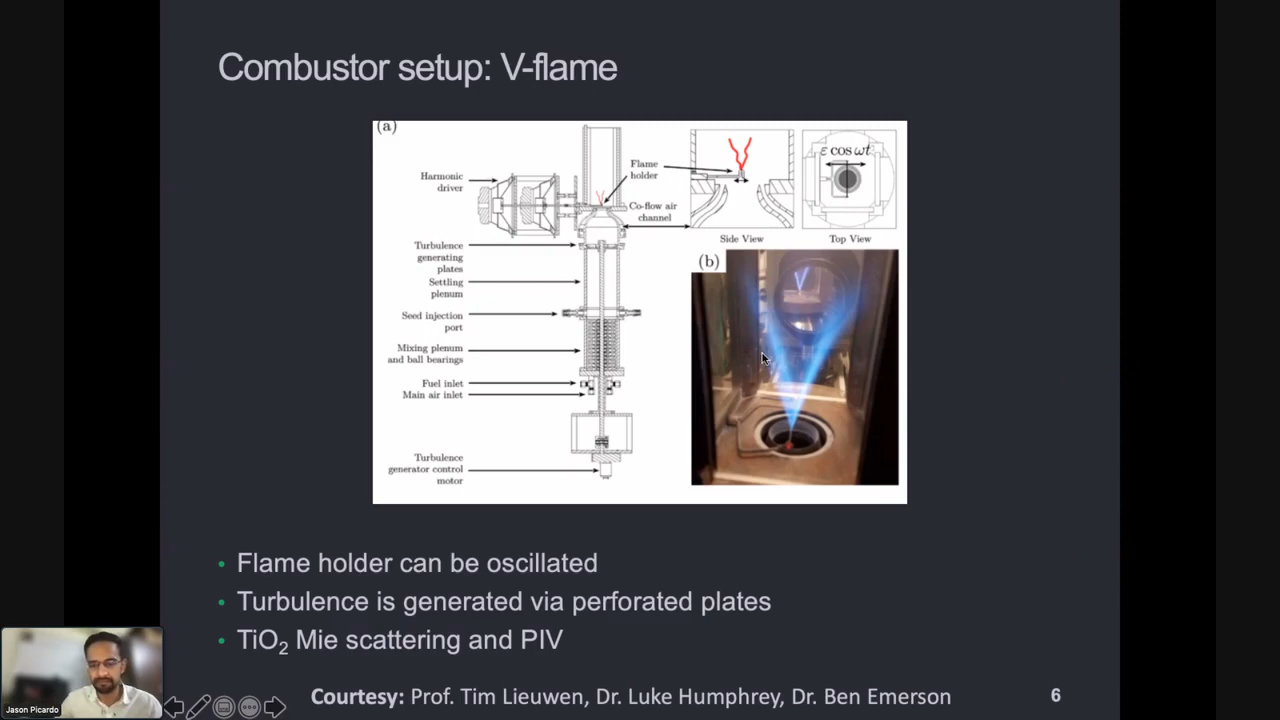 Combustor setup: V-flame
(a)
Harmonic
driver
Flame
holder
Co-flow air
channel
ε cos ωt
Side View
Top View
Turbulence
generating
plates
Settling
plenum
Seed injection
port
Mixing plenum
and ball bearings
Fuel inlet
Main air inlet
Turbulence
generator control
motor
(b)
• Flame holder can be oscillated
• Turbulence is generated via perforated plates
• TiO₂ Mie scattering and PIV
Courtesy: Prof. Tim Lieuwen, Dr. Luke Humphrey, Dr. Ben Emerson
6
Jason Picardo